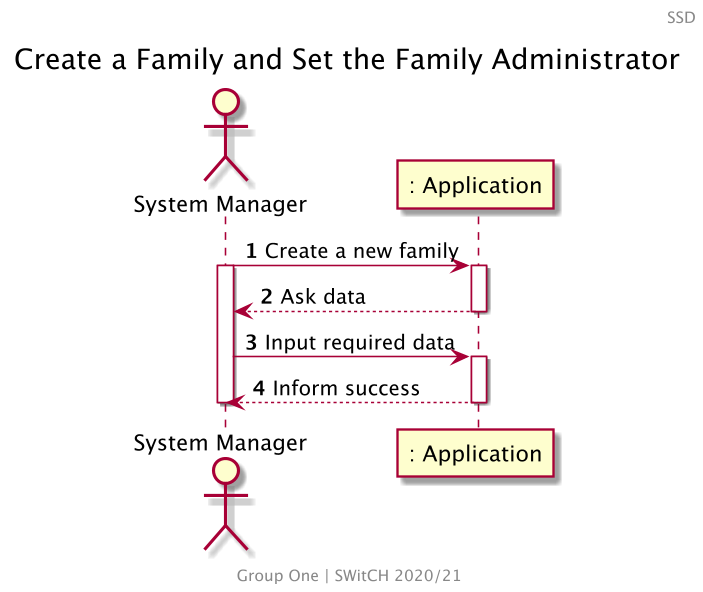 SSD
Create a Family and Set the Family Administrator
System Manager
: Application
1 Create a new family
2 Ask data
3 Input required data
4 Inform success
System Manager
: Application
Group One | SWitCH 2020/21